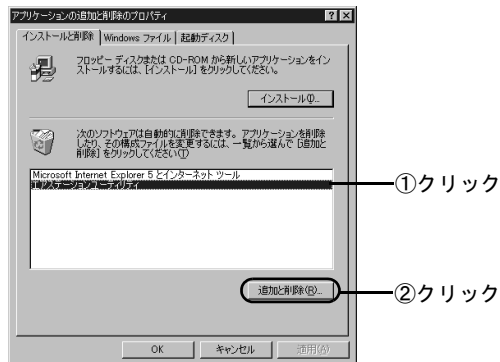 アプリケーションの追加と削除のプロパティ
インストールと削除 Windows ファイル 起動ディスク
フロッピー ディスクまたは CD-ROM から新しいアプリケーションをイン
ストールするには、[インストール] をクリックしてください。
インストール(I)...
次のソフトウェアは自動的に削除できます。アプリケーションを削除
したり、その構成ファイルを変更するには、一覧から選んで [追加と
削除] をクリックしてください(T)
Microsoft Internet Explorer 5 とインターネット ツール
エアステーションユーティリティ
①クリック
追加と削除(R)...
②クリック
OK キャンセル 適用(A)